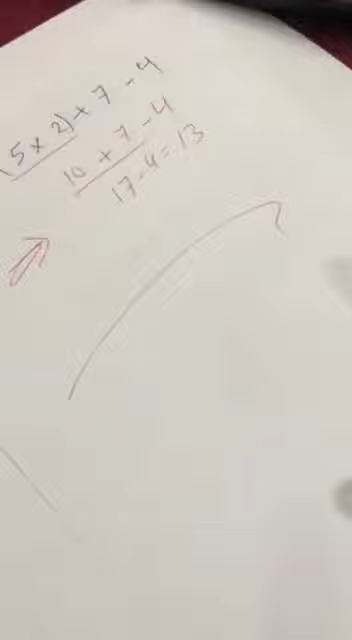 (5 x 2) + 7 - 4
10 + 7 - 4
17 - 4 = 13